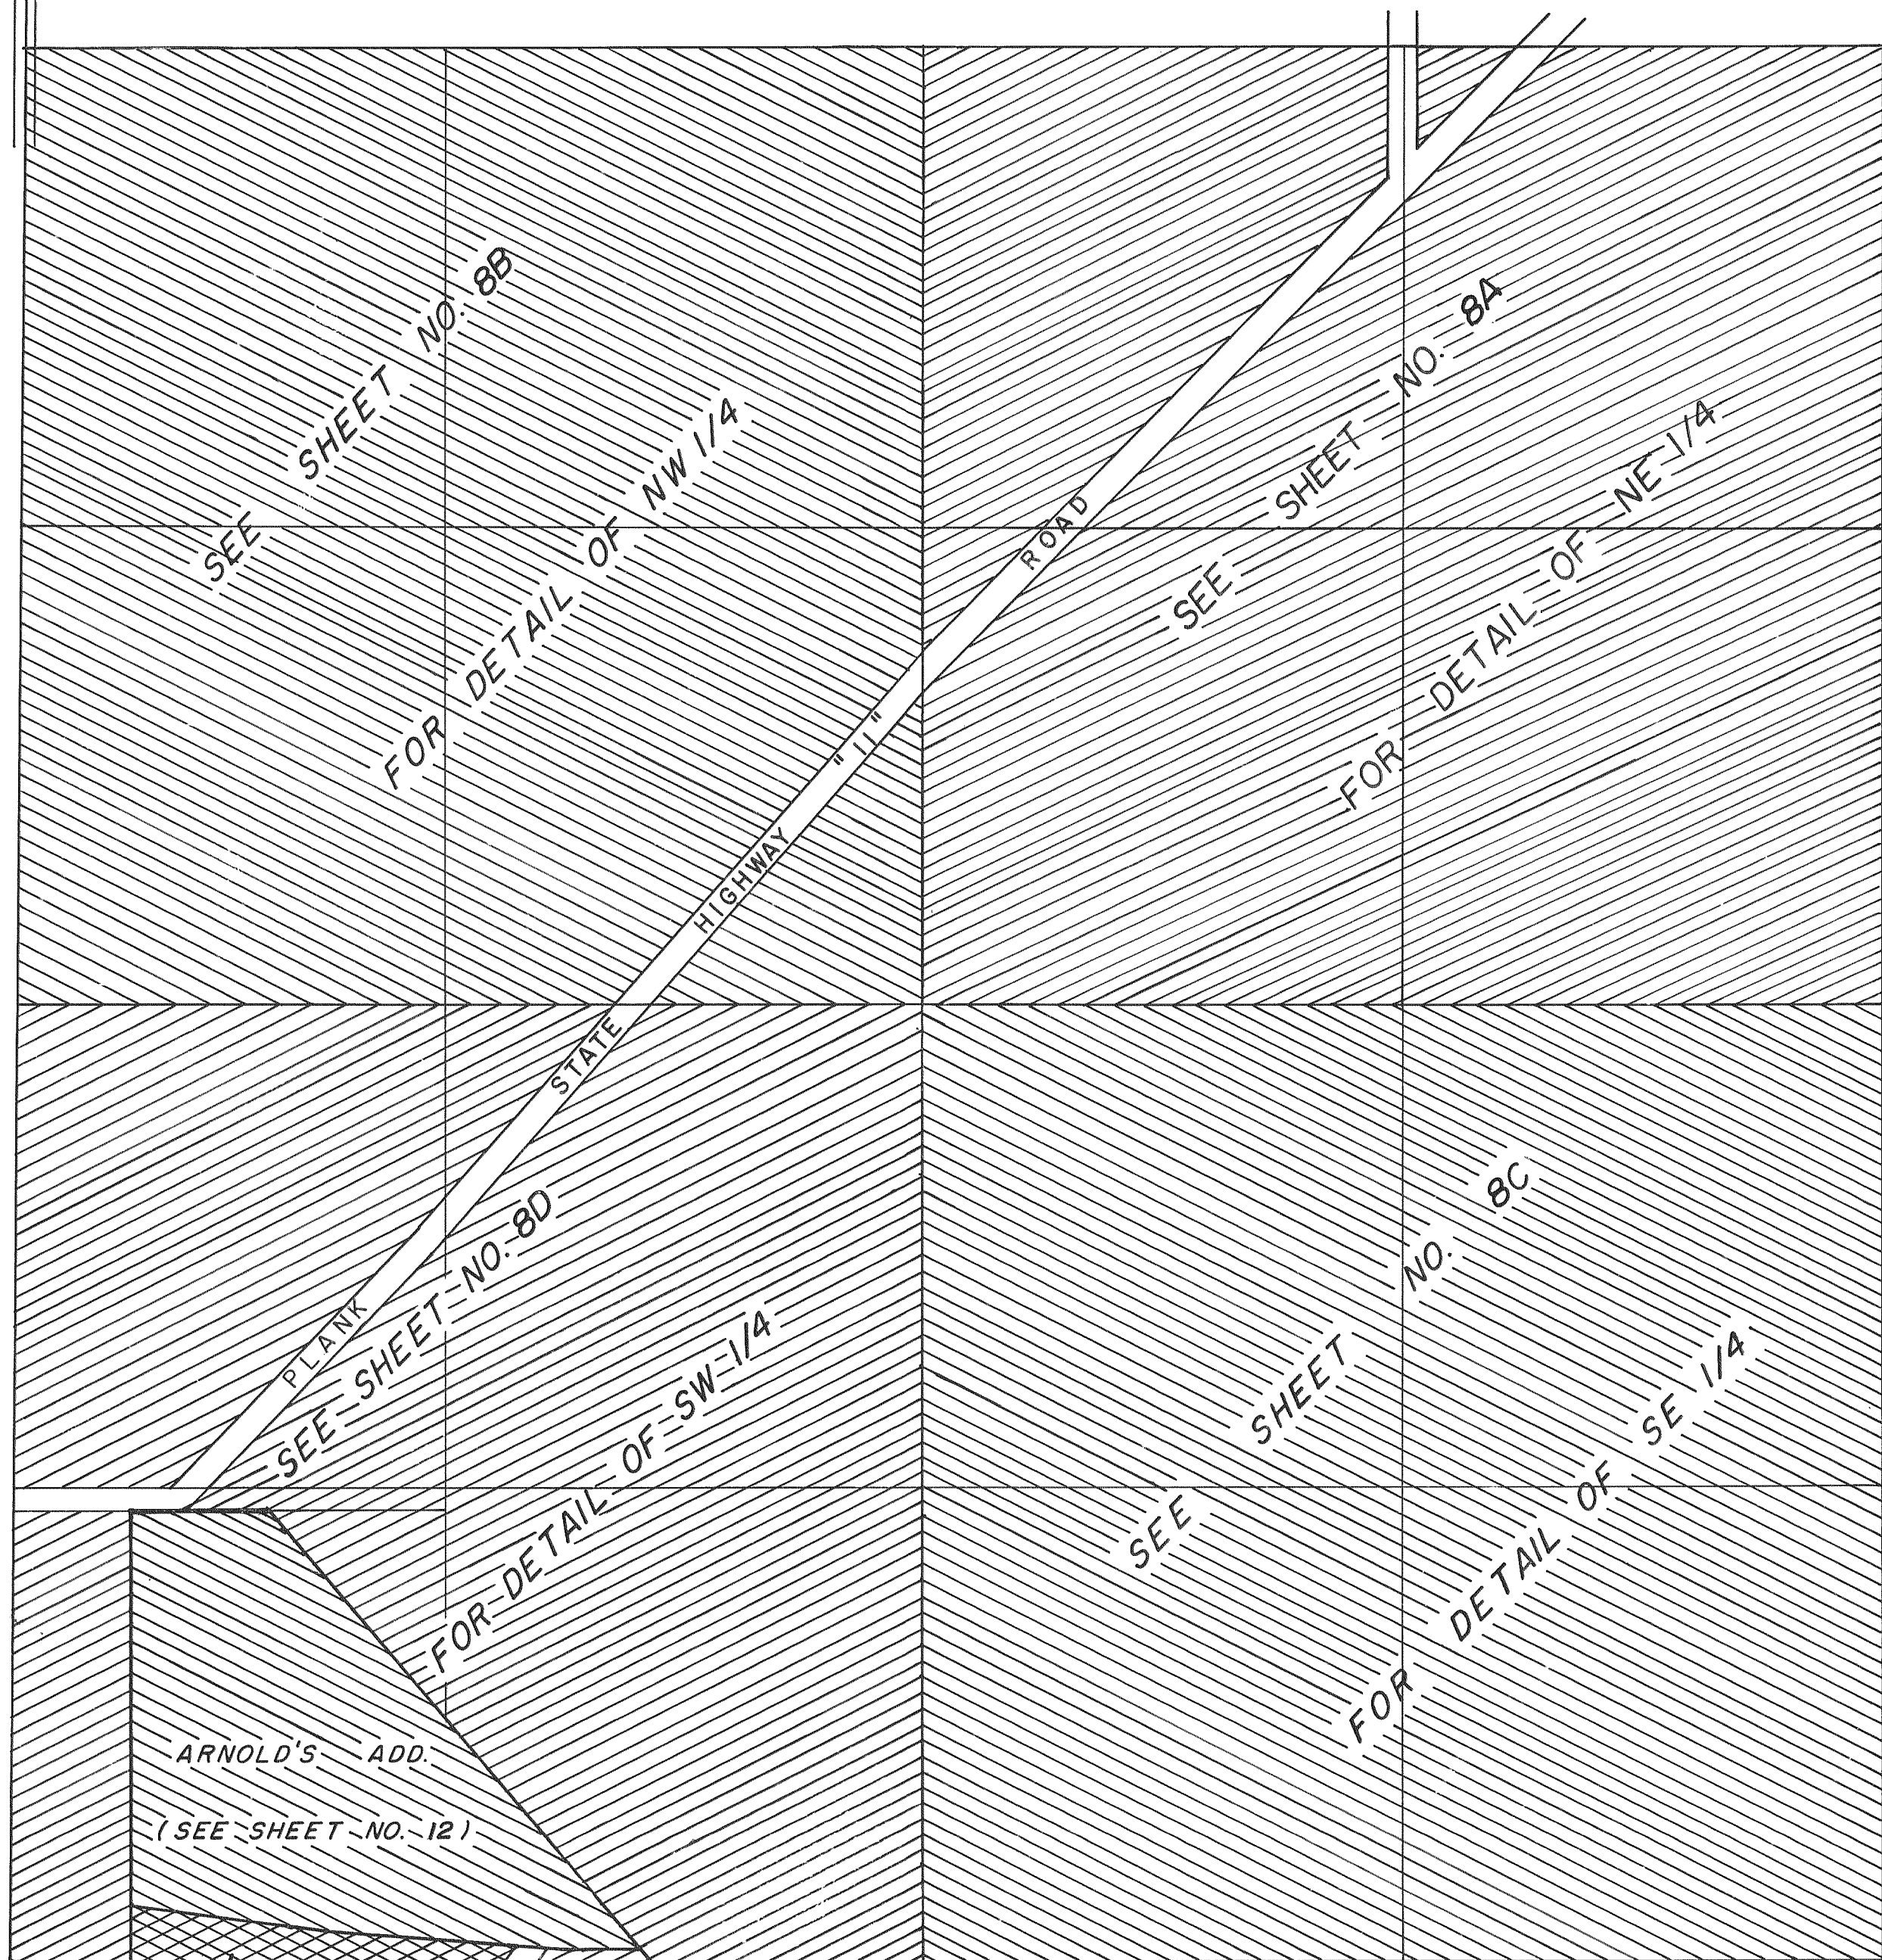 SEE SHEET NO. 8B
FOR DETAIL OF NW 1/4
SEE SHEET NO. 8A
FOR DETAIL OF NE 1/4
PLANK STATE HIGHWAY "11" ROAD
SEE SHEET NO. 8D
FOR DETAIL OF SW 1/4
SEE SHEET NO. 8C
FOR DETAIL OF SE 1/4
ARNOLD'S ADD.
(SEE SHEET NO. 12)